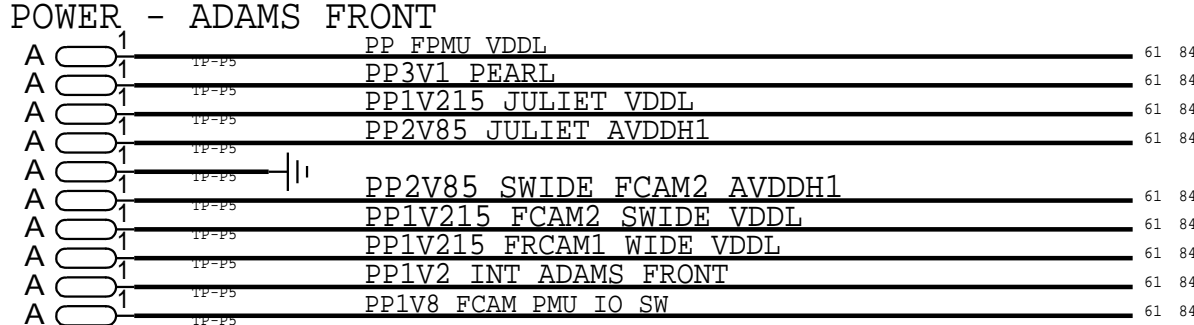 POWER - ADAMS FRONT
A 1 TP-P5 PP FPMU VDDL 61 84
A 1 TP-P5 PP3V1 PEARL 61 84
A 1 TP-P5 PP1V215 JULIET VDDL 61 84
A 1 TP-P5 PP2V85 JULIET AVDDH1 61 84
A 1 TP-P5
A 1 TP-P5 PP2V85 SWIDE FCAM2 AVDDH1 61 84
A 1 TP-P5 PP1V215 FCAM2 SWIDE VDDL 61 84
A 1 TP-P5 PP1V215 FRCAM1 WIDE VDDL 61 84
A 1 TP-P5 PP1V2 INT ADAMS FRONT 61 84
A 1 TP-P5 PP1V8 FCAM PMU IO SW 61 84